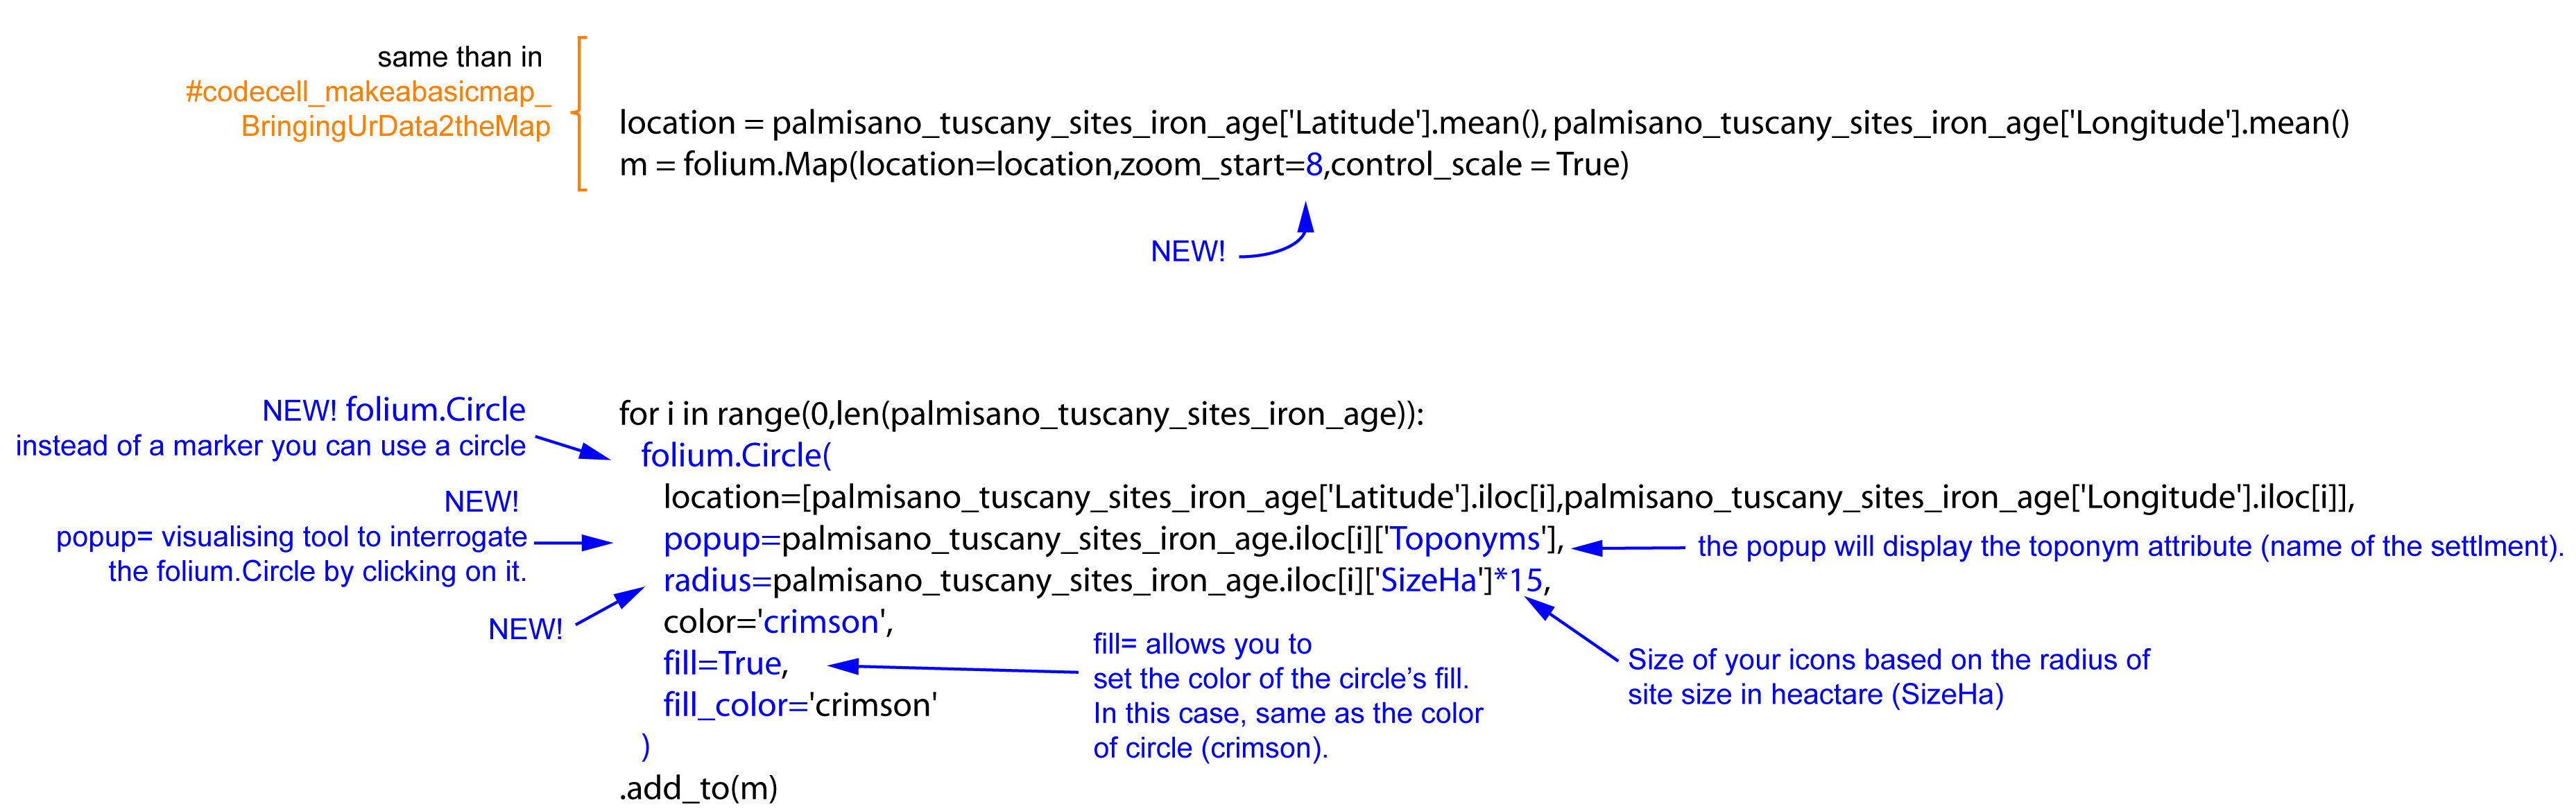 same than in
#codecell_makeabasicmap_
BringingUrData2theMap
location = palmisano_tuscany_sites_iron_age['Latitude'].mean(), palmisano_tuscany_sites_iron_age['Longitude'].mean()
m = folium.Map(location=location,zoom_start=8,control_scale = True)
NEW!
NEW! folium.Circle
instead of a marker you can use a circle
NEW!
popup= visualising tool to interrogate
the folium.Circle by clicking on it.
NEW!
for i in range(0,len(palmisano_tuscany_sites_iron_age)):
folium.Circle(
location=[palmisano_tuscany_sites_iron_age['Latitude'].iloc[i],palmisano_tuscany_sites_iron_age['Longitude'].iloc[i]],
popup=palmisano_tuscany_sites_iron_age.iloc[i]['Toponyms'],
radius=palmisano_tuscany_sites_iron_age.iloc[i]['SizeHa']*15,
color='crimson',
fill=True,
fill_color='crimson'
)
.add_to(m)
the popup will display the toponym attribute (name of the settlment).
fill= allows you to
set the color of the circle’s fill.
In this case, same as the color
of circle (crimson).
Size of your icons based on the radius of
site size in heactare (SizeHa)